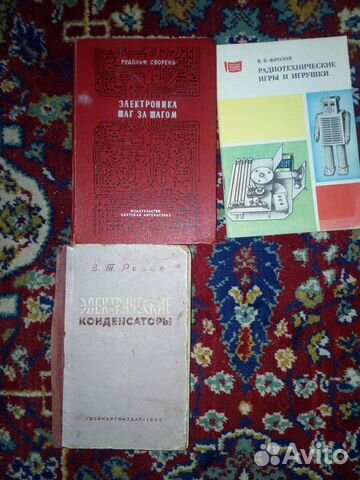 РУДОЛЬФ СВОРЕНЬ
ЭЛЕКТРОНИКА
ШАГ ЗА ШАГОМ
ИЗДАТЕЛЬСТВО
«ДЕТСКАЯ ЛИТЕРАТУРА»
В. В. ФРОЛОВ
РАДИОТЕХНИЧЕСКИЕ
ИГРЫ И ИГРУШКИ
В. Т. Ренне
ЭЛЕКТРИЧЕСКИЕ
КОНДЕНСАТОРЫ
ГОСЭНЕРГОИЗДАТ
Avito